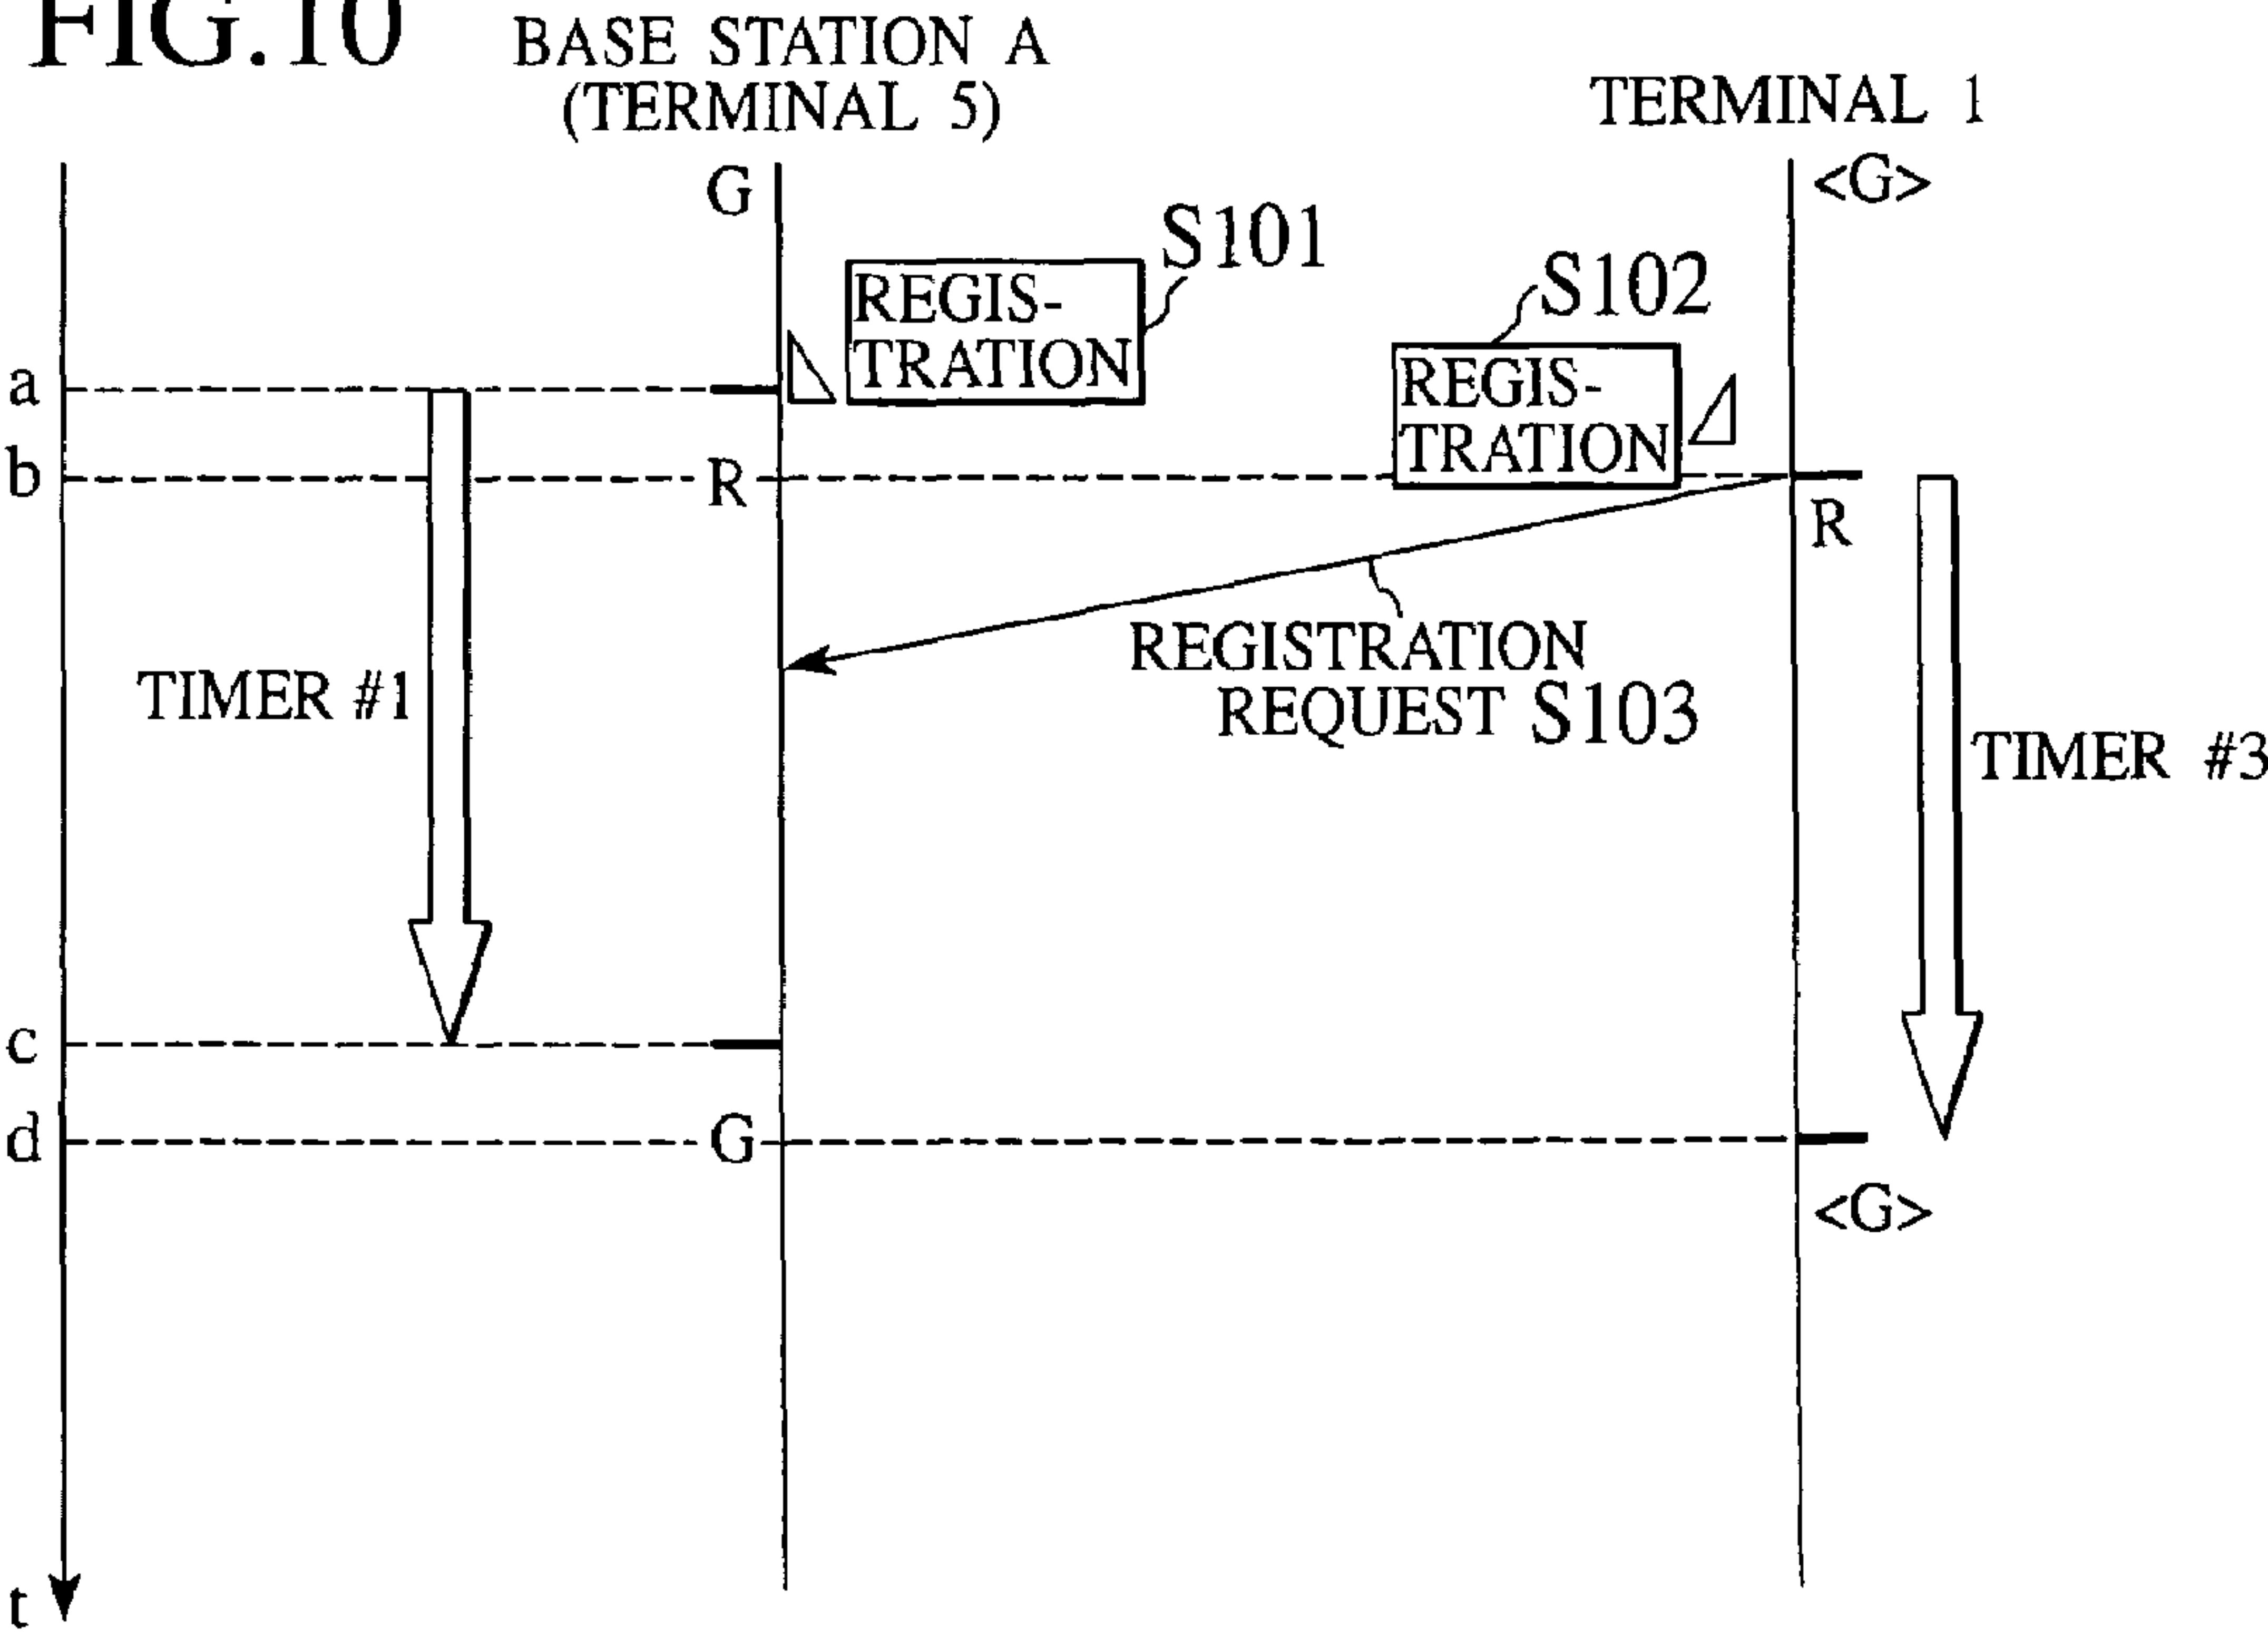 FIG.10
BASE STATION A
(TERMINAL 5)
TERMINAL 1
G
<G>
S101
REGIS-
TRATION
S102
REGIS-
TRATION
a
b
R
R
REGISTRATION
REQUEST S103
TIMER #1
TIMER #3
c
d
G
<G>
t